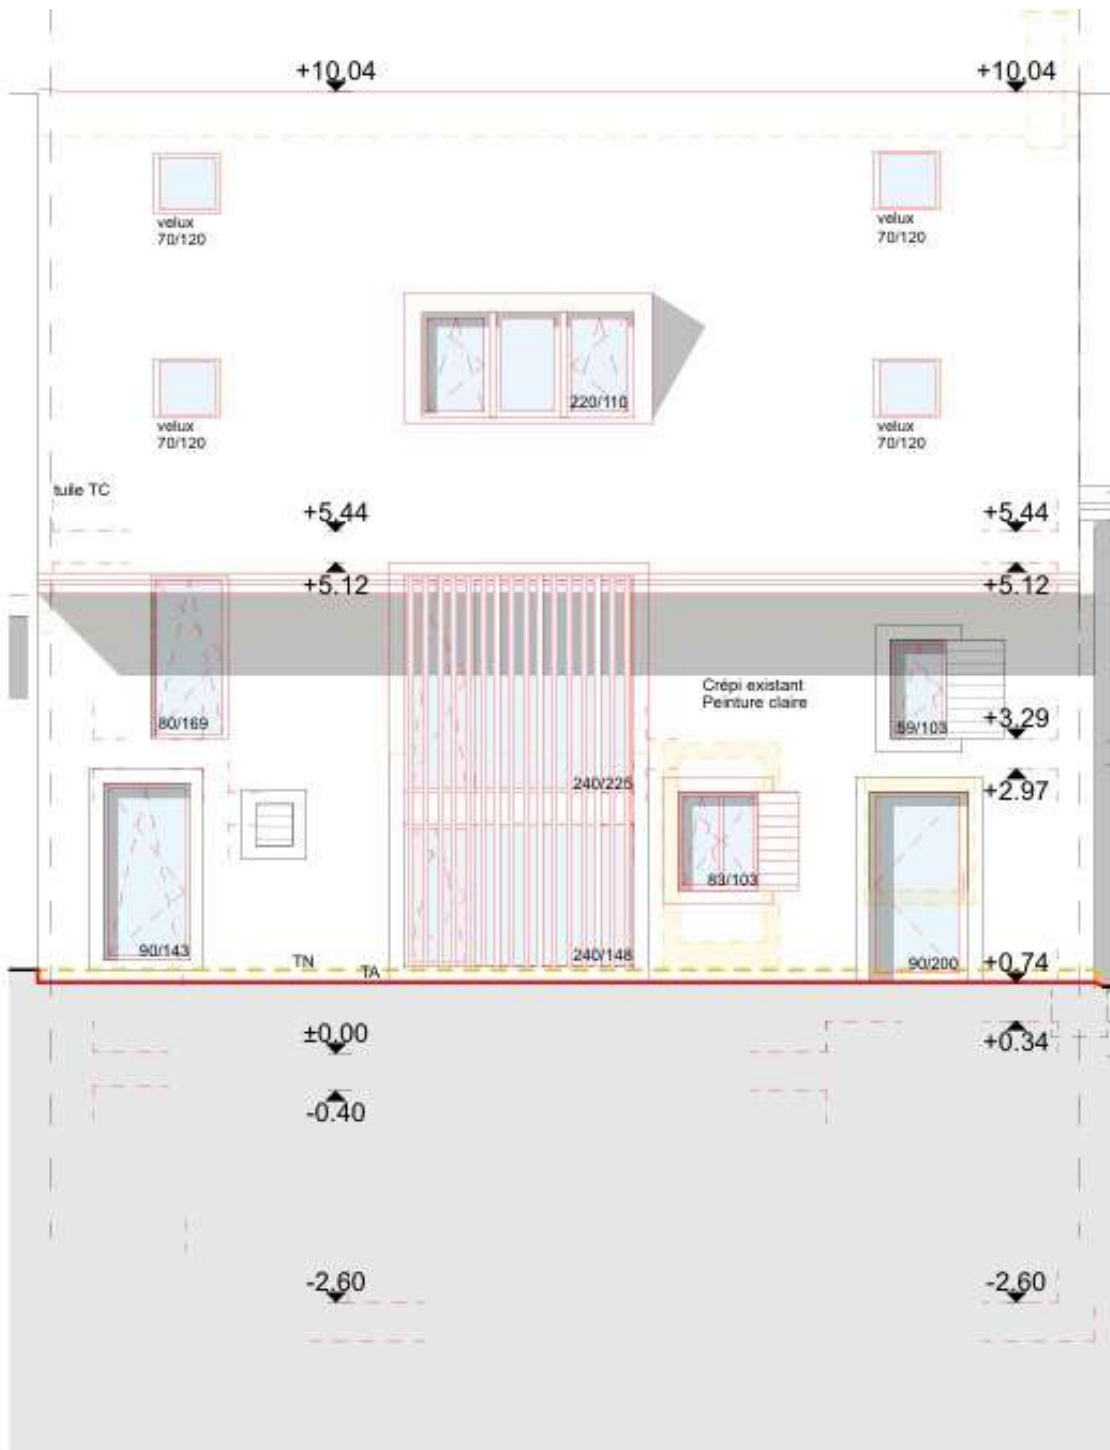 +10.04
+10.04
velux
70/120
velux
70/120
220/110
velux
70/120
velux
70/120
tuile TC
+5.44
+5.44
+5.12
+5.12
Crépi existant
Peinture claire
80/169
59/103
+3.29
240/225
+2.97
83/103
90/143
240/148
90/200
TN
TA
+0.74
±0.00
+0.34
-0.40
-2.60
-2.60